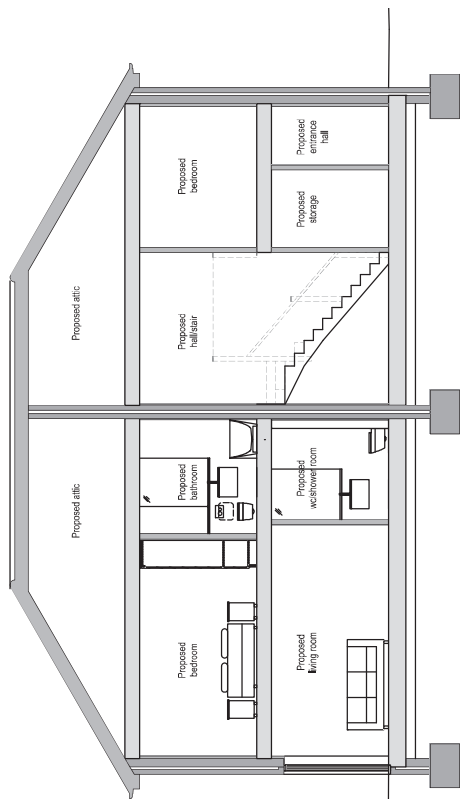 Proposed attic
Proposed attic
Proposed
bedroom
Proposed
bathroom
Proposed
hall/stair
Proposed
bedroom
Proposed
living room
Proposed
wc/shower room
Proposed
storage
Proposed
entrance
hall